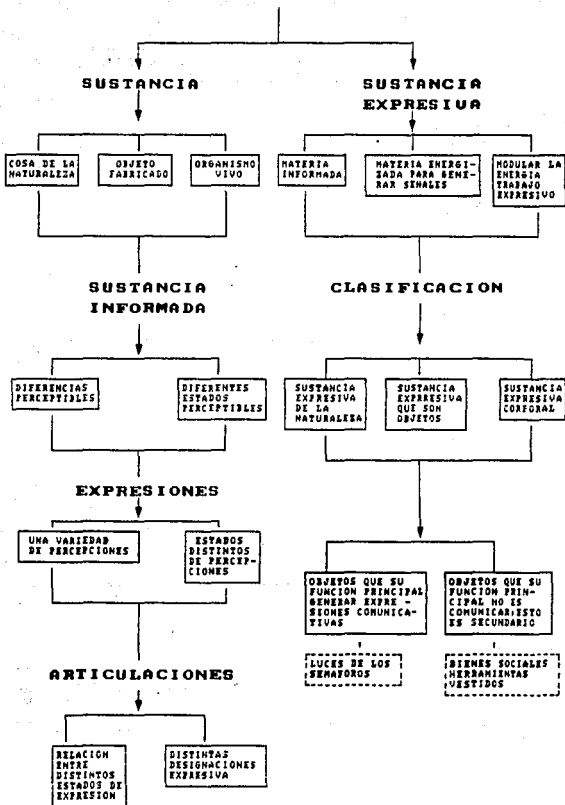 SUSTANCIA
COSA DE LA
NATURALEZA
OBJETO
FABRICADO
ORGANISMO
VIVO
SUSTANCIA
INFORMADA
DIFERENCIAS
PERCEPTIBLES
DIFERENTES
ESTADOS
PERCEPTIBLES
EXPRESIONES
UNA VARIEDAD
DE PERCEPCIONES
ESTADOS
DISTINTOS
DE PERCEP-
CIONES
ARTICULACIONES
RELACION
ENTRE
DISTINTOS
ESTADOS DE
EXPRESION
DISTINTAS
DESIGNACIONES
EXPRESIVA
SUSTANCIA
EXPRESIVA
MATERIA
INFORMADA
MATERIA ENERGI-
ZADA PARA GENE-
RAR SEÑALES
MODULAR LA
ENERGIA
TRABAJO
EXPRESIVO
CLASIFICACION
SUSTANCIA
EXPRESIVA
DE LA
NATURALEZA
SUSTANCIA
EXPRRESIVA
QUE SON
OBJETOS
SUSTANCIA
EXPRESIVA
CORPORAL
OBJETOS QUE SU
FUNCION PRINCIPAL
GENERAR EXPRE -
SIONES COMUNICA-
TIVAS
LUCES DE LOS
SEMAFOROS
OBJETOS QUE SU
FUNCION PRIN-
CIPAL NO ES
COMUNICAR;ESTO
ES SECUNDARIO
BIENES SOCIALES
HERRAMIENTAS
VESTIDOS